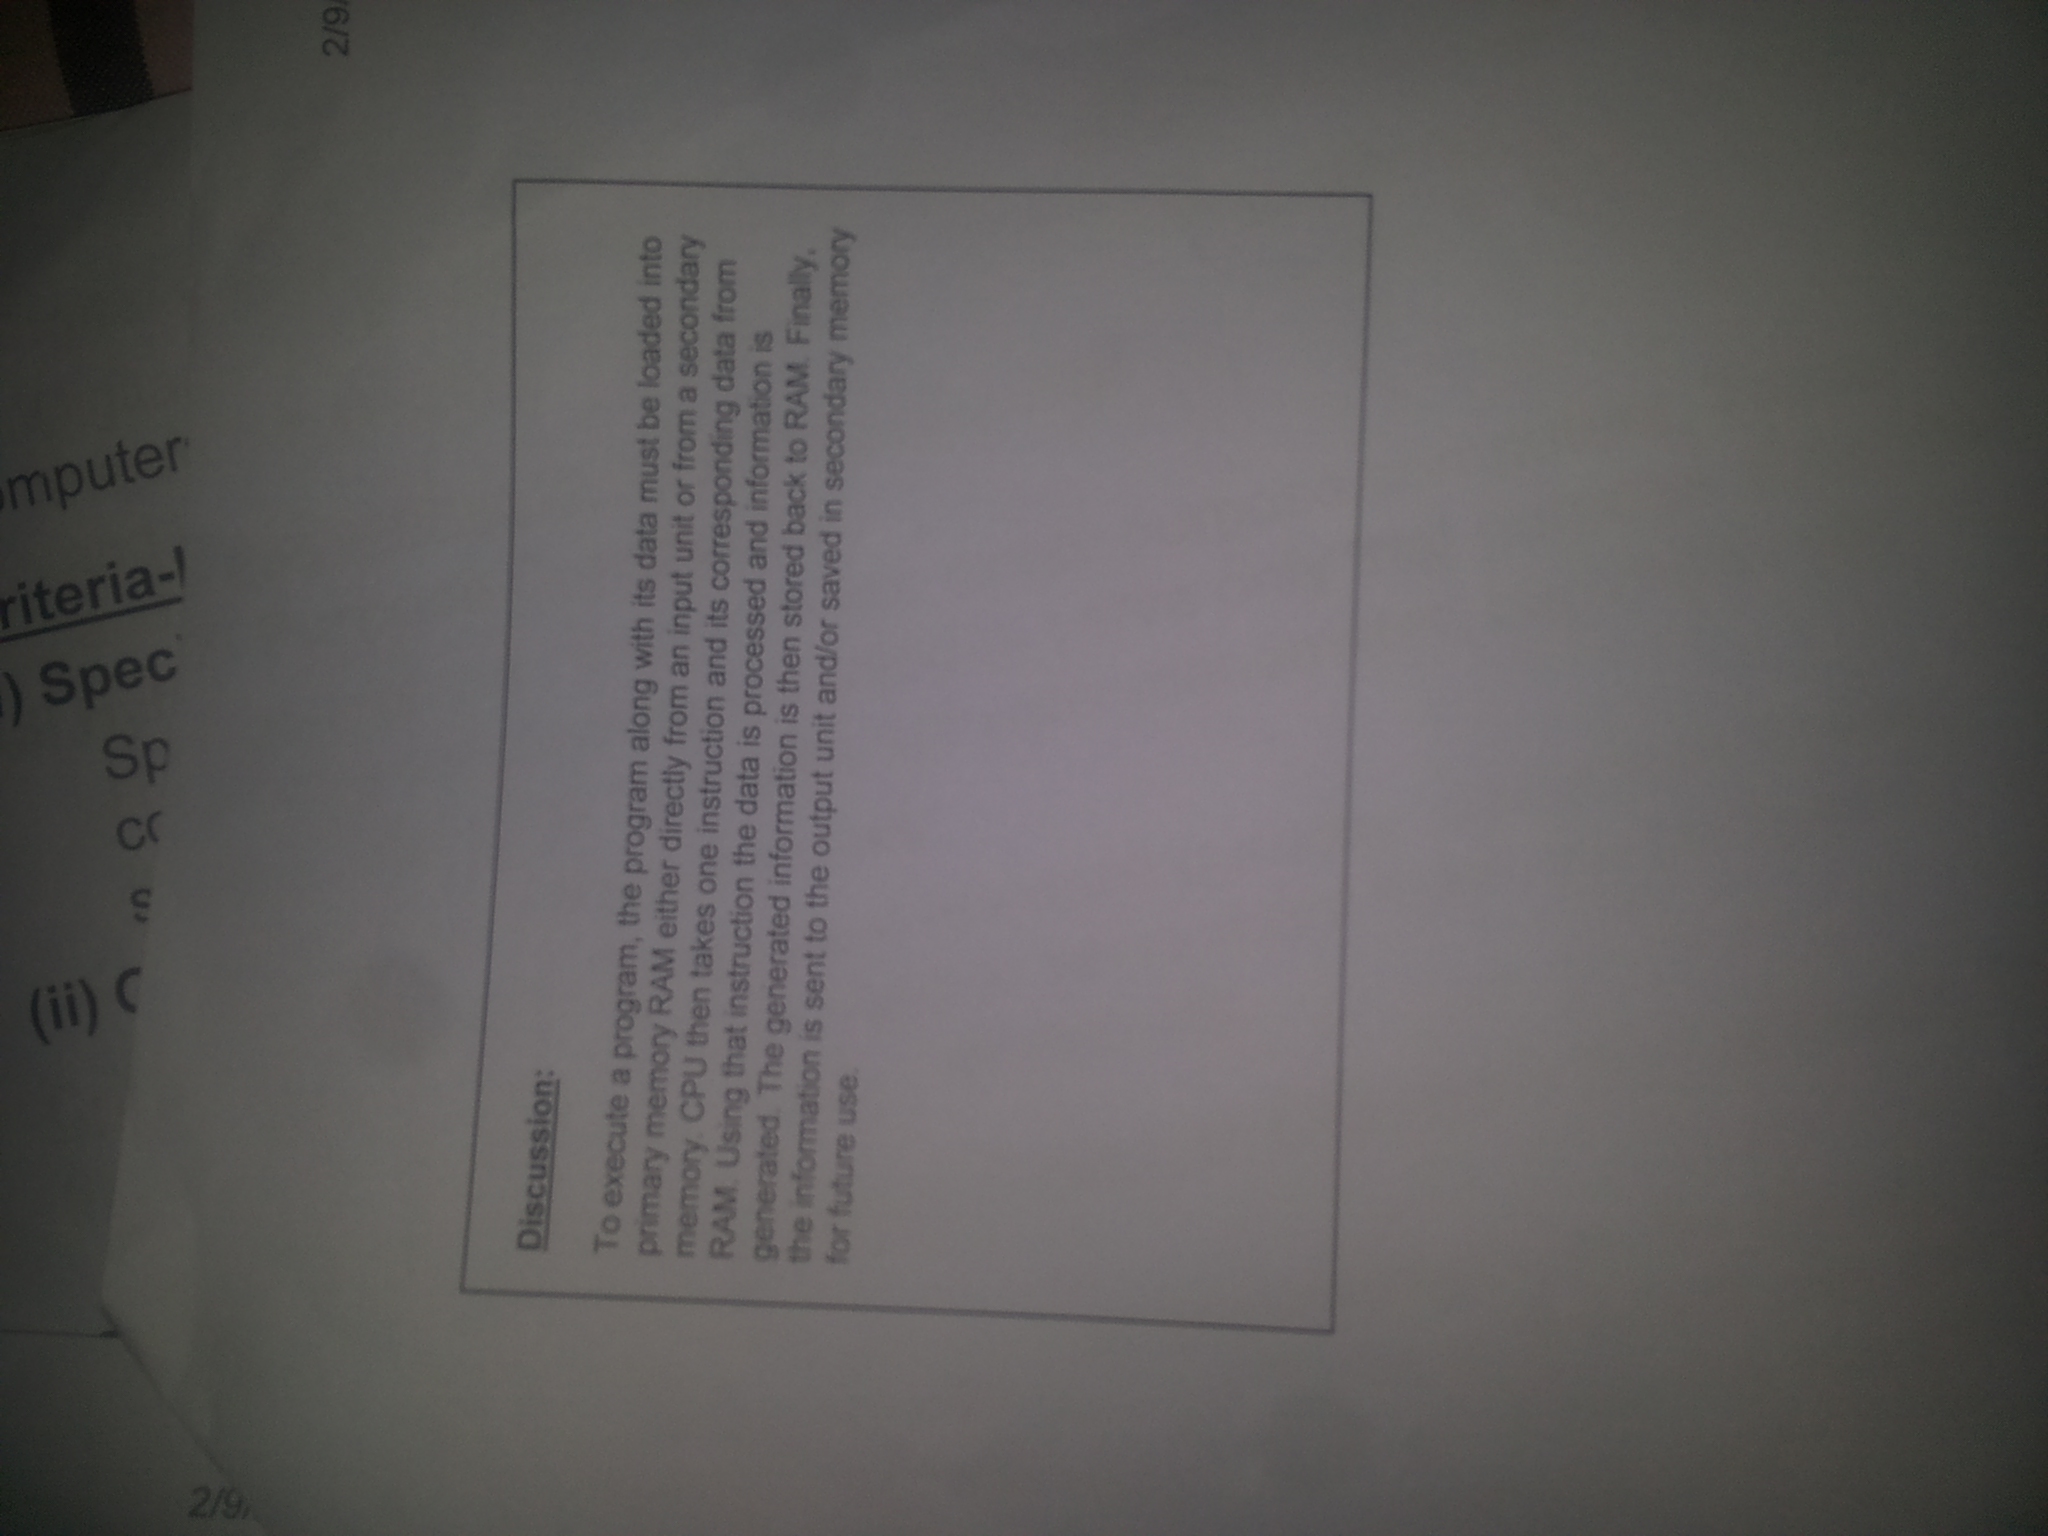 omputer
riteria-
) Spec
Sp
(ii)
2/9/
2/9/
Discussion:
To execute a program, the program along with its data must be loaded into
primary memory RAM either directly from an input unit or from a secondary
memory. CPU then takes one instruction and its corresponding data from
RAM. Using that instruction the data is processed and information is
generated. The generated information is then stored back to RAM. Finally,
the information is sent to the output unit and/or saved in secondary memory
for future use.